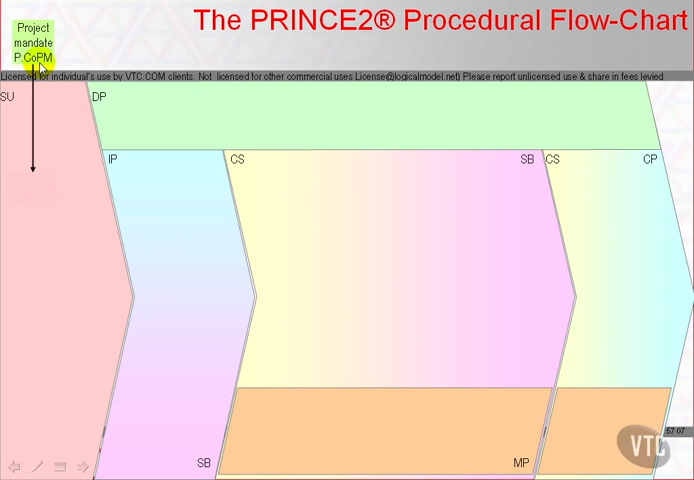 The PRINCE2® Procedural Flow-Chart
Project
mandate
P:CoPM
Licensed for individual's use by VTC.COM clients. Not licensed for other commercial uses License@logicalmodel.net) Please report unlicensed use & share in fees levied
SU
DP
IP
CS
SB
CS
CP
57 07
VTC
SB
MP